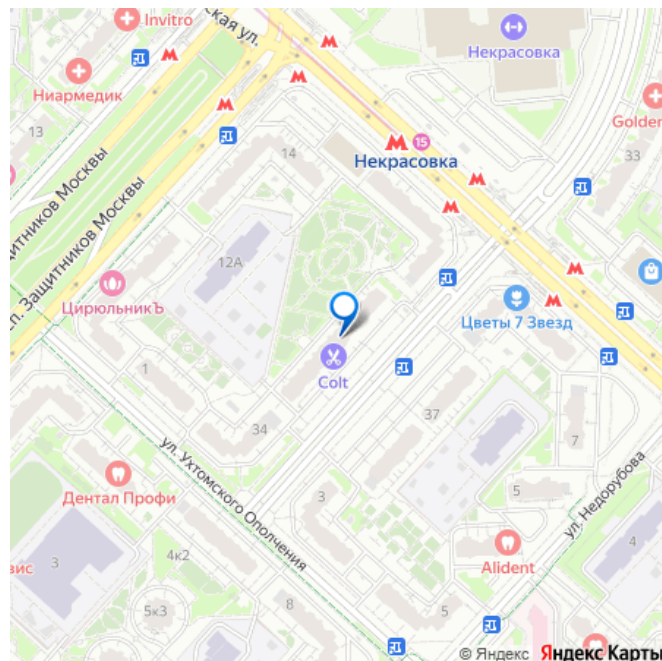 Invitro
ская ул.
Некрасовка
Ниармедик
Golden
13
14
15
33
Некрасовка
щитников Москвы
12А
ЦирюльникЪ
сп. Защитников Москвы
Цветы 7 Звезд
1
Colt
34
37
7
ул. Ухтомского Ополчения
Дентал Профи
3
5
ул. Недорубова
3
вис
4к2
Alident
4
5к3
8
5
© Яндекс Яндекс Карты